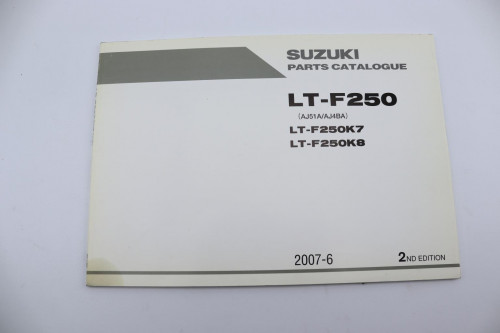 SUZUKI
PARTS CATALOGUE
LT-F250
(AJ51A/AJ4BA)
LT-F250K7
LT-F250K8
2007-6 2ND EDITION